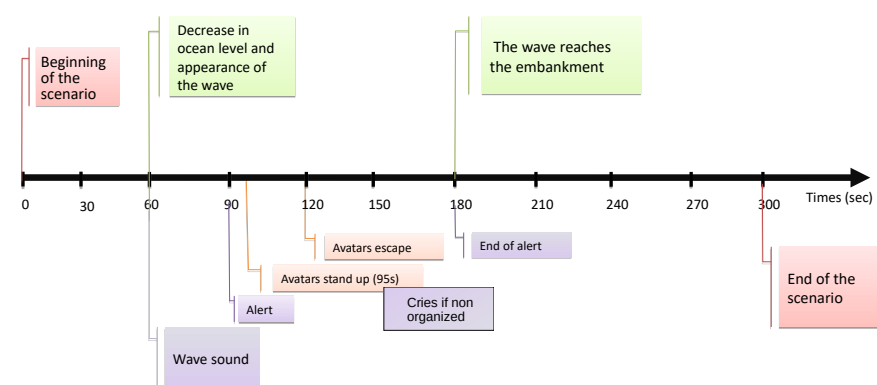 Decrease in
ocean level and
appearance of
the wave
The wave reaches
the embankment
Beginning
of the
scenario
0
30
60
90
120
150
180
210
240
270
300
Times (sec)
Avatars escape
End of alert
Avatars stand up (95s)
Cries if non
organized
Alert
End of the
scenario
Wave sound